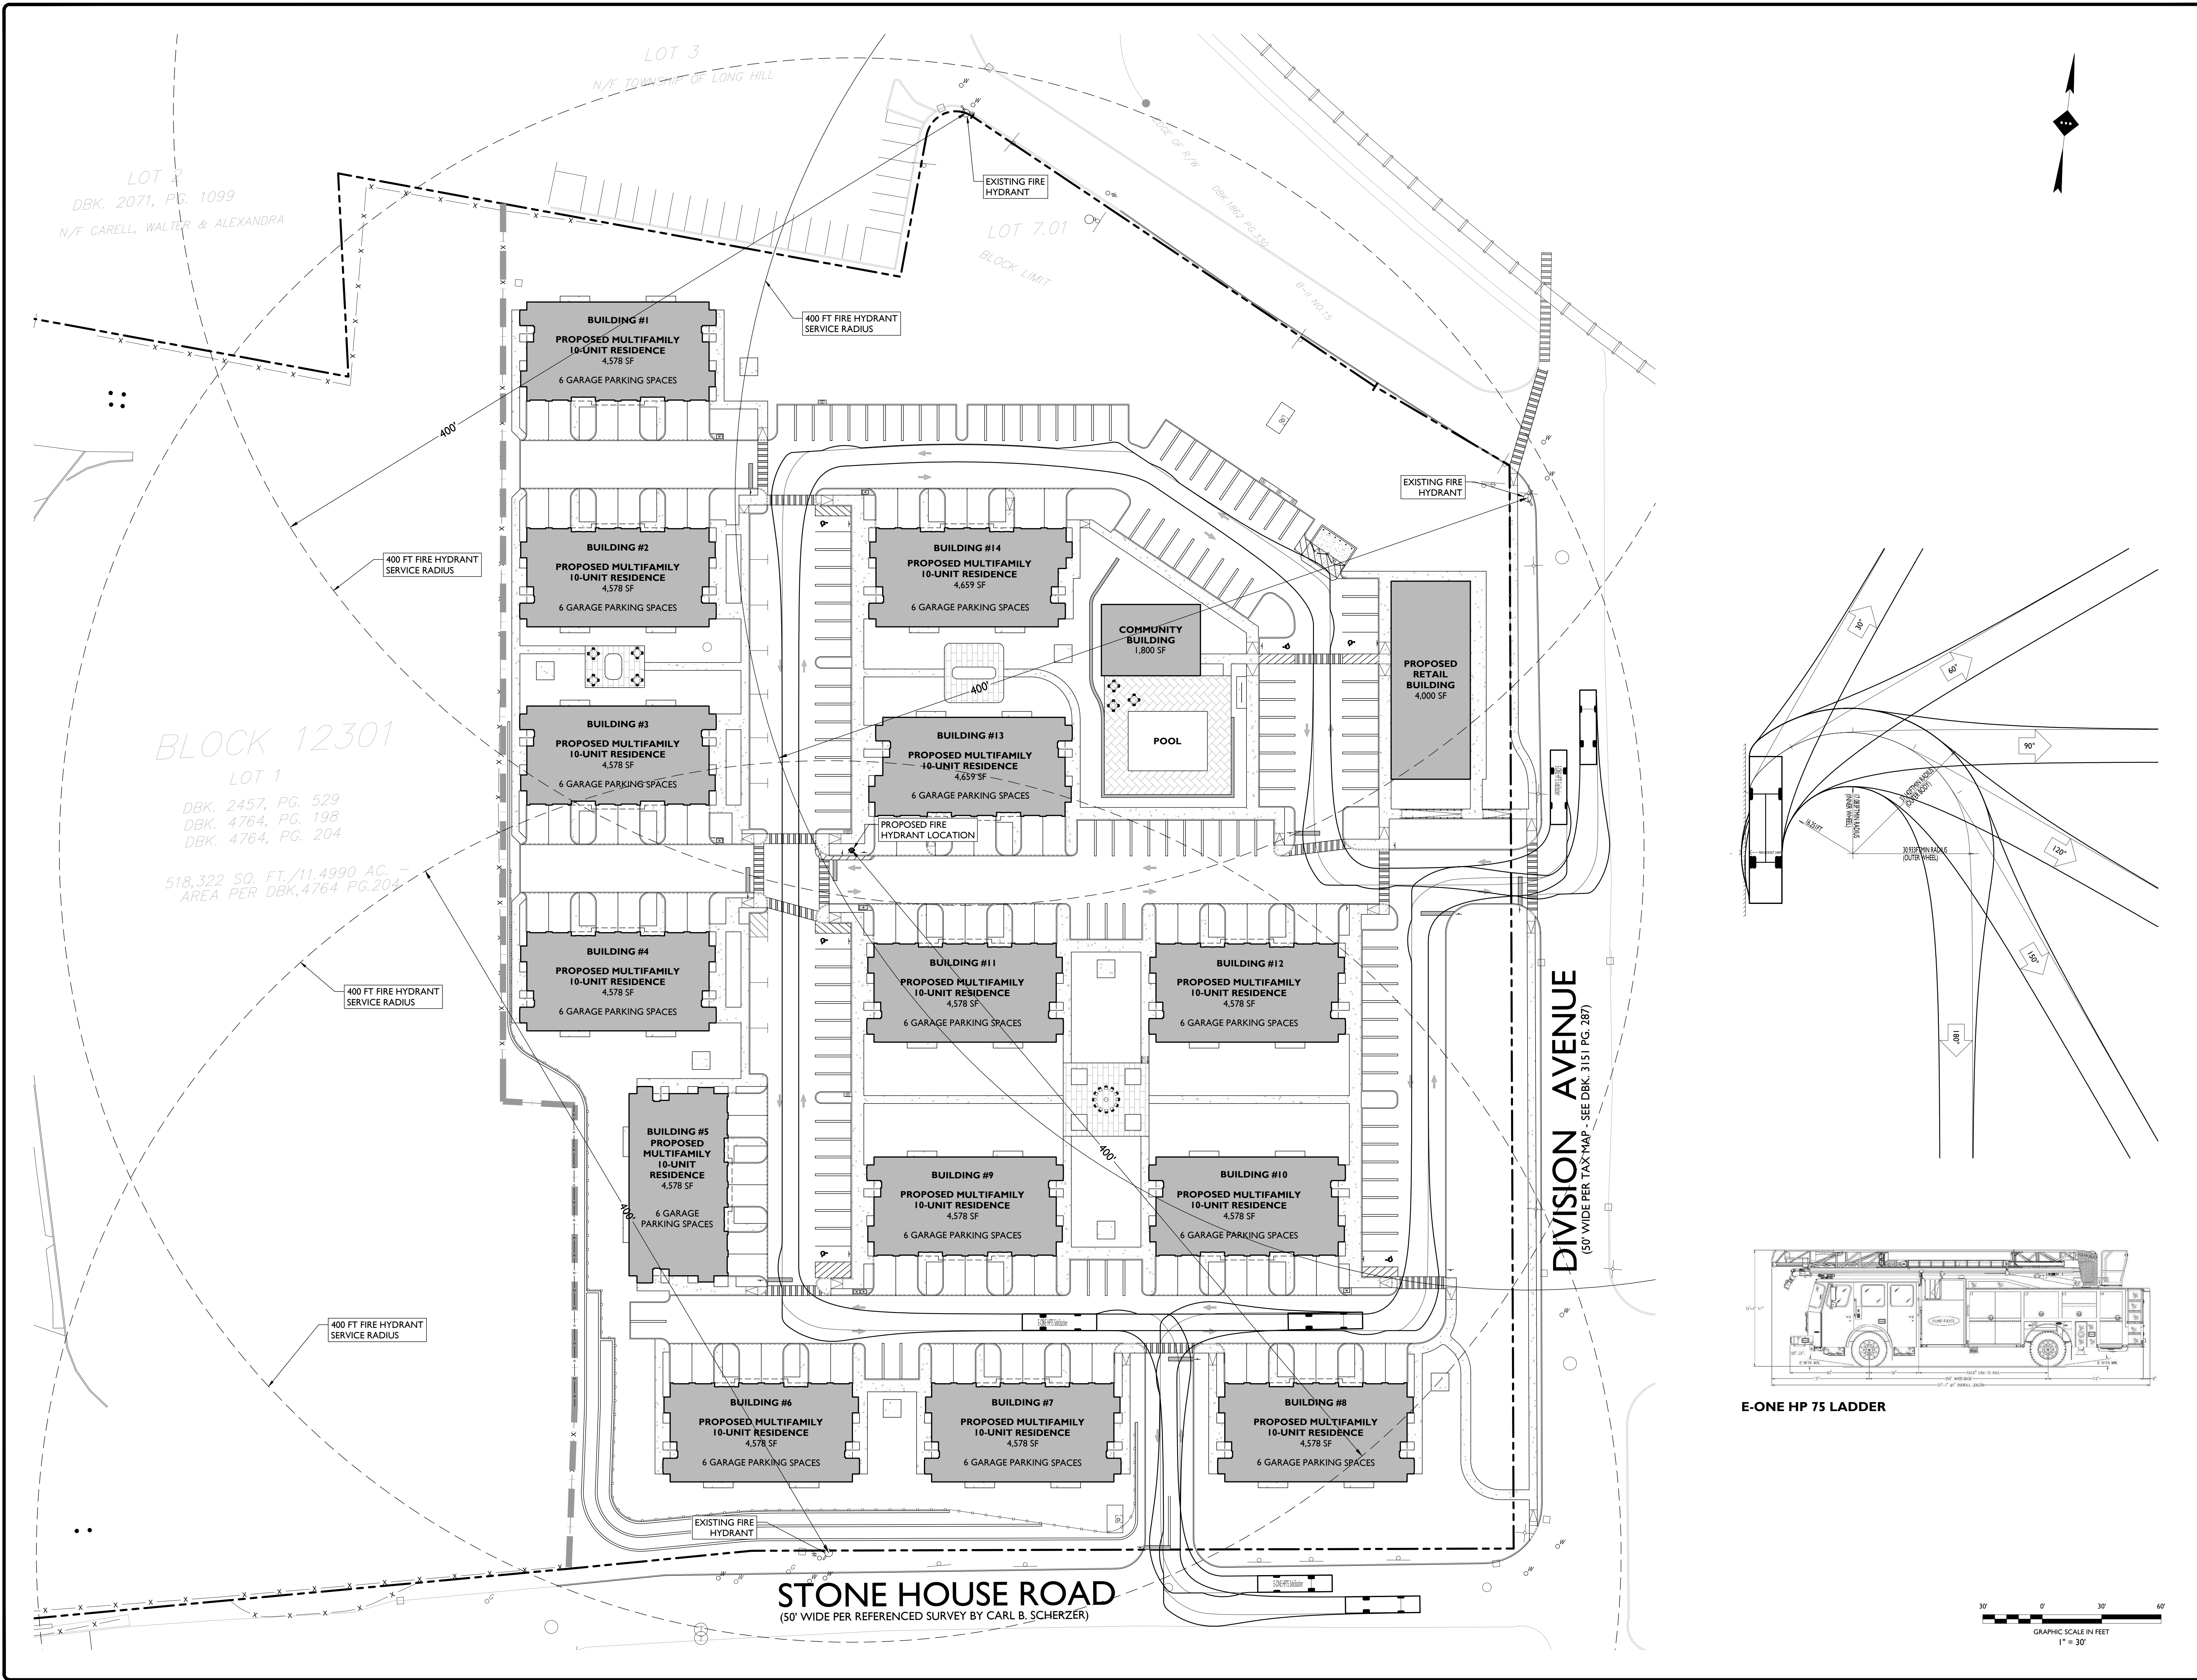 LOT 3
N/F TOWNSHIP OF LONG HILL
LOT 2
DBK. 2071, PG. 1099
N/F CARELL, WALTER & ALEXANDRA
EXISTING FIRE
HYDRANT
LOT 7.01
BLOCK LIMIT
EDGE OF R/W
DBK.1862 PG.330
B-11 NO.15
400 FT FIRE HYDRANT
SERVICE RADIUS
BUILDING #1
PROPOSED MULTIFAMILY
10-UNIT RESIDENCE
4,578 SF
6 GARAGE PARKING SPACES
400'
EXISTING FIRE
HYDRANT
400 FT FIRE HYDRANT
SERVICE RADIUS
BUILDING #2
PROPOSED MULTIFAMILY
10-UNIT RESIDENCE
4,578 SF
6 GARAGE PARKING SPACES
BUILDING #14
PROPOSED MULTIFAMILY
10-UNIT RESIDENCE
4,659 SF
6 GARAGE PARKING SPACES
COMMUNITY
BUILDING
1,800 SF
PROPOSED
RETAIL
BUILDING
4,000 SF
400'
POOL
BUILDING #3
PROPOSED MULTIFAMILY
10-UNIT RESIDENCE
4,578 SF
6 GARAGE PARKING SPACES
BUILDING #13
PROPOSED MULTIFAMILY
10-UNIT RESIDENCE
4,659 SF
6 GARAGE PARKING SPACES
PROPOSED FIRE
HYDRANT LOCATION
BLOCK 12301
LOT 1
DBK. 2457, PG. 529
DBK. 4764, PG. 198
DBK. 4764, PG. 204
518,322 SQ. FT./11.4990 AC. -
AREA PER DBK,4764 PG.204
400 FT FIRE HYDRANT
SERVICE RADIUS
BUILDING #4
PROPOSED MULTIFAMILY
10-UNIT RESIDENCE
4,578 SF
6 GARAGE PARKING SPACES
BUILDING #11
PROPOSED MULTIFAMILY
10-UNIT RESIDENCE
4,578 SF
6 GARAGE PARKING SPACES
BUILDING #12
PROPOSED MULTIFAMILY
10-UNIT RESIDENCE
4,578 SF
6 GARAGE PARKING SPACES
DIVISION AVENUE
(50' WIDE PER TAX MAP - SEE DBK. 3151 PG. 287)
BUILDING #5
PROPOSED
MULTIFAMILY
10-UNIT
RESIDENCE
4,578 SF
6 GARAGE
PARKING SPACES
400'
400'
BUILDING #9
PROPOSED MULTIFAMILY
10-UNIT RESIDENCE
4,578 SF
6 GARAGE PARKING SPACES
BUILDING #10
PROPOSED MULTIFAMILY
10-UNIT RESIDENCE
4,578 SF
6 GARAGE PARKING SPACES
400 FT FIRE HYDRANT
SERVICE RADIUS
BUILDING #6
PROPOSED MULTIFAMILY
10-UNIT RESIDENCE
4,578 SF
6 GARAGE PARKING SPACES
BUILDING #7
PROPOSED MULTIFAMILY
10-UNIT RESIDENCE
4,578 SF
6 GARAGE PARKING SPACES
BUILDING #8
PROPOSED MULTIFAMILY
10-UNIT RESIDENCE
4,578 SF
6 GARAGE PARKING SPACES
EXISTING FIRE
HYDRANT
STONE HOUSE ROAD
(50' WIDE PER REFERENCED SURVEY BY CARL B. SCHERZER)
30°
60°
90°
120°
150°
180°
(OUTER BODY)
(INNER WHEEL)
(OUTER WHEEL)
E-ONE HP 75 LADDER
30' 0' 30' 60'
GRAPHIC SCALE IN FEET
1" = 30'